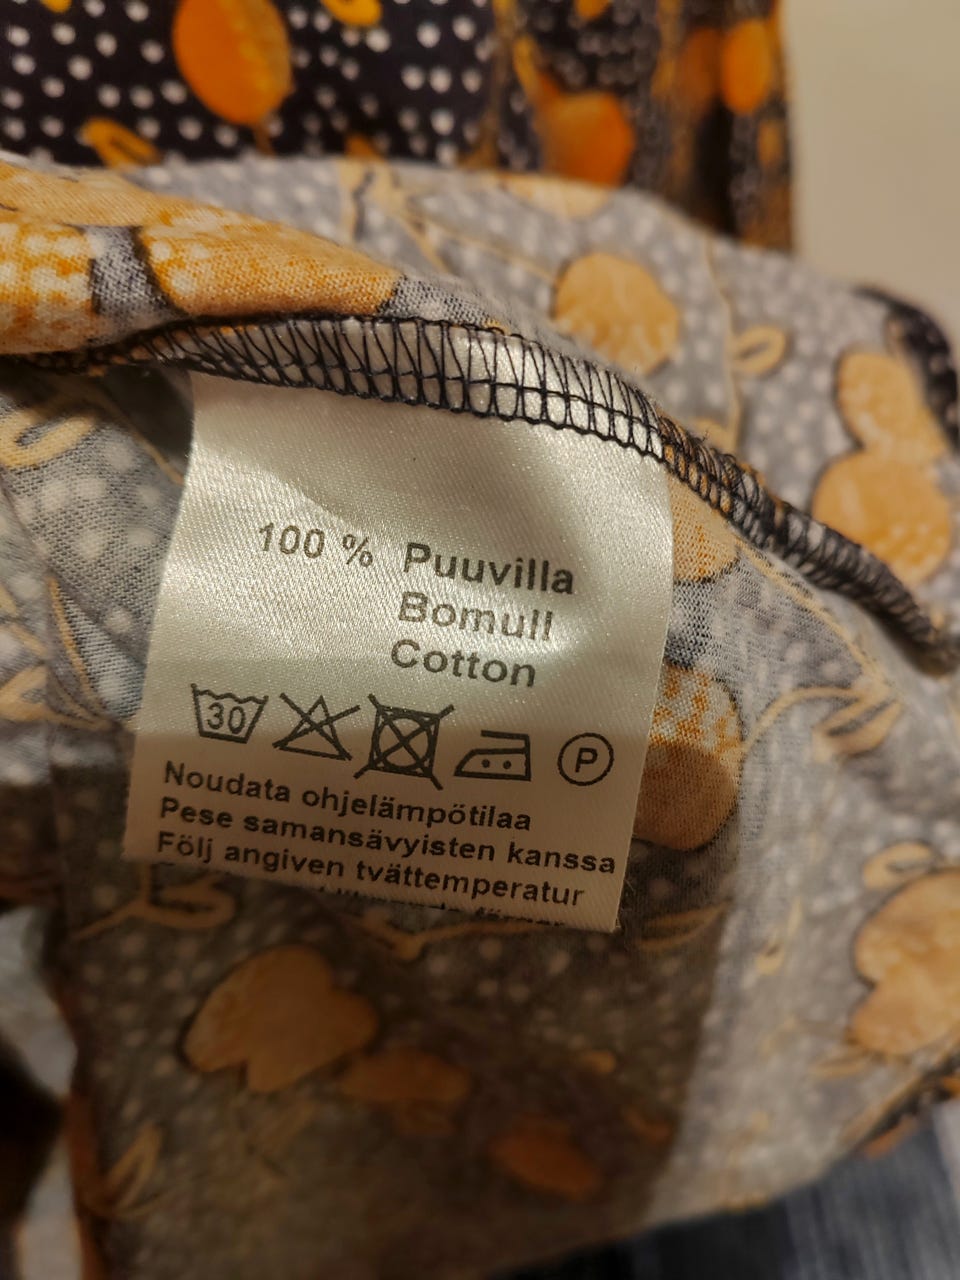 100 % Puuvilla
Bomull
Cotton
30
P
Noudata ohjelämpötilaa
Pese samansävyisten kanssa
Följ angiven tvättemperatur